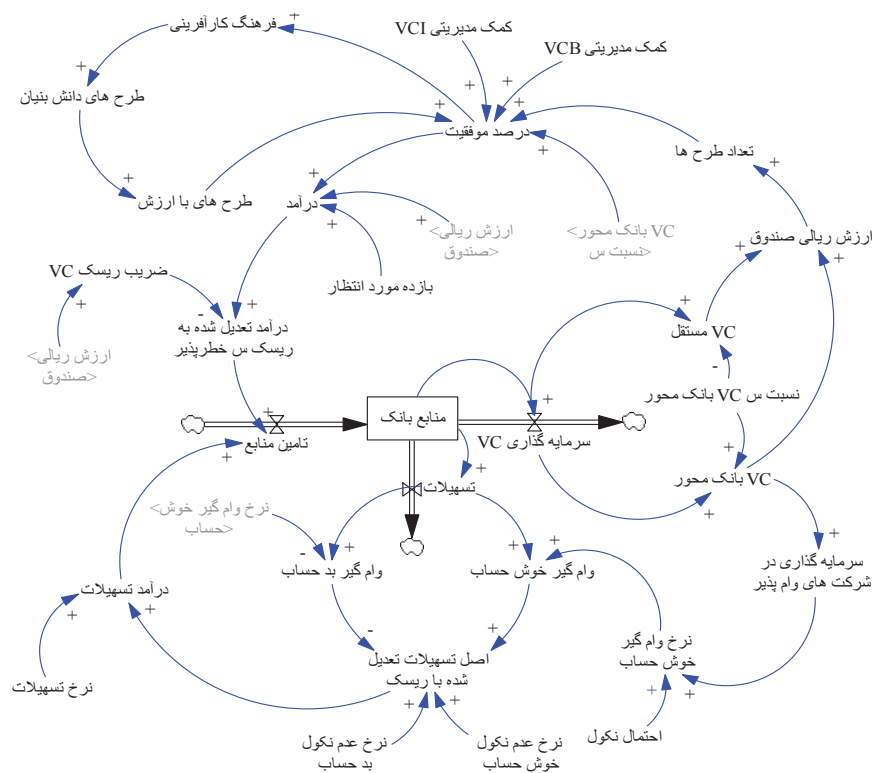 فرهنگ کارآفرینی
کمک مدیریتی VCI
کمک مدیریتی VCB
طرح های دانش بنیان
درصد موفقیت
تعداد طرح ها
طرح های با ارزش
درآمد
<ارزش ریالی
صندوق>
<VC بانک محور
نسبت س>
ارزش ریالی صندوق
ضریب ریسک VC
بازده مورد انتظار
درآمد تعدیل شده به
ریسک س خطرپذیر
VC مستقل
<ارزش ریالی
صندوق>
نسبت س VC بانک محور
منابع بانک
تامین منابع
سرمایه گذاری VC
VC بانک محور
تسهیلات
<نرخ وام گیر خوش
حساب>
وام گیر بد حساب
وام گیر خوش حساب
سرمایه گذاری در
شرکت های وام پذیر
درآمد تسهیلات
نرخ وام گیر
خوش حساب
اصل تسهیلات تعدیل
شده با ریسک
نرخ تسهیلات
احتمال نکول
نرخ عدم نکول
بد حساب
نرخ عدم نکول
خوش حساب